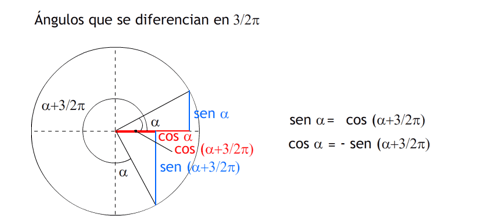 Ángulos que se diferencian en 3/2π
α+3/2π
α
sen α
cos α
cos (α+3/2π)
sen (α+3/2π)
α
sen α = cos (α+3/2π)
cos α = - sen (α+3/2π)